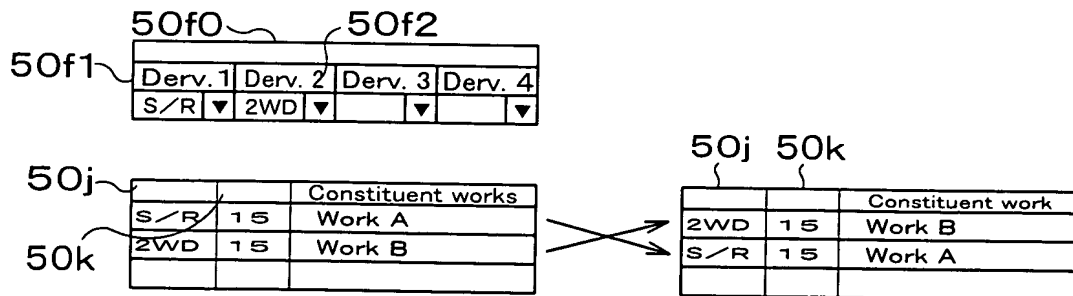 50f0 50f2
50f1
Derv. 1 Derv. 2 Derv. 3 Derv. 4
S/R ▼ 2WD ▼ ▼ ▼
50j
Constituent works
S/R 15 Work A
2WD 15 Work B
50k
50j 50k
Constituent work
2WD 15 Work B
S/R 15 Work A